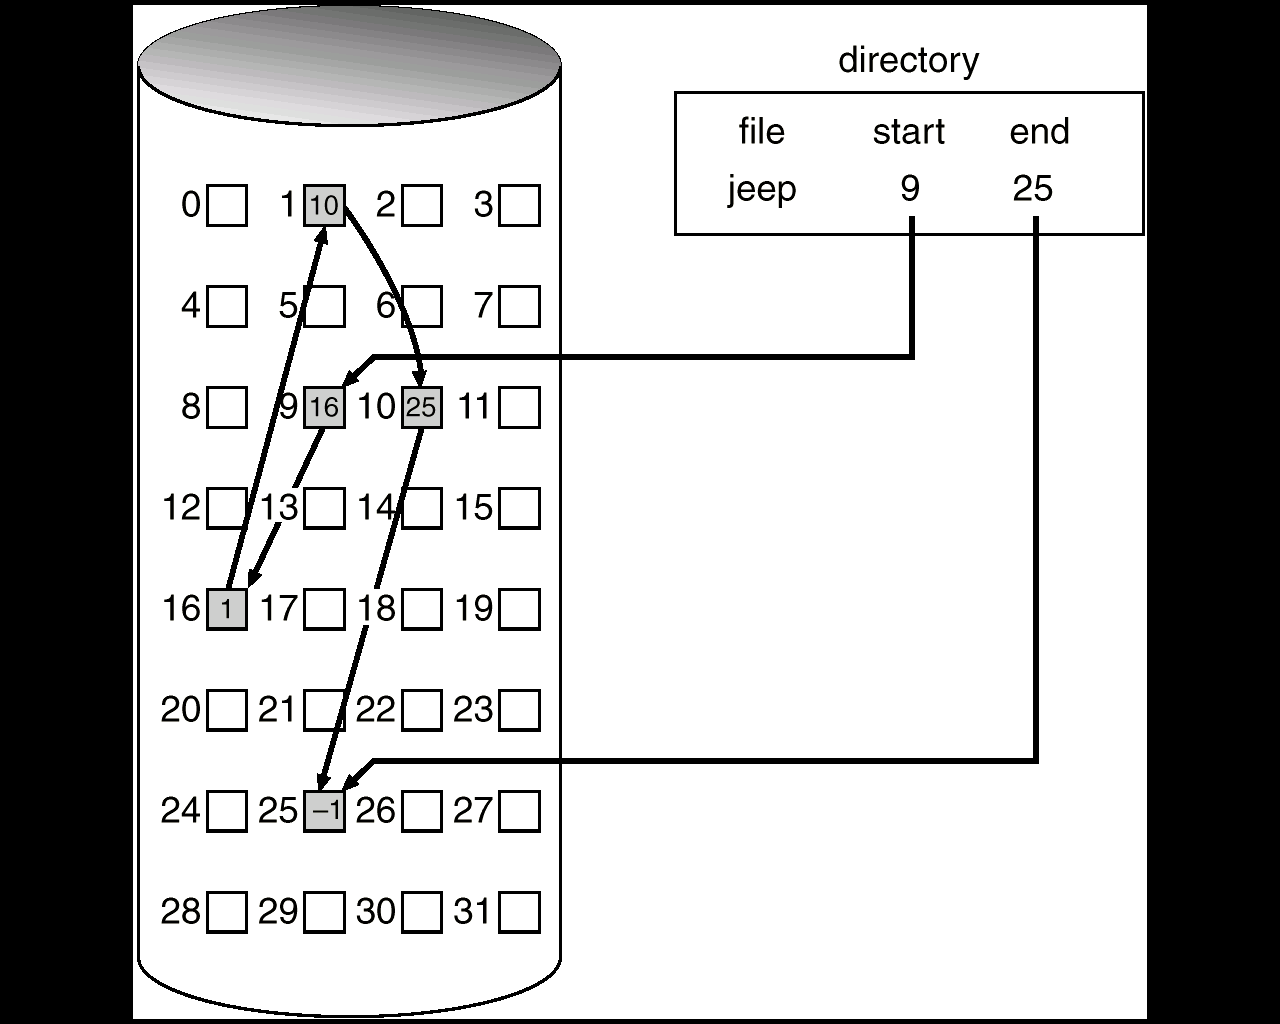 directory
file start end
jeep 9 25
0 1 10 2 3
4 5 6 7
8 9 16 10 25 11
12 13 14 15
16 1 17 18 19
20 21 22 23
24 25 –1 26 27
28 29 30 31